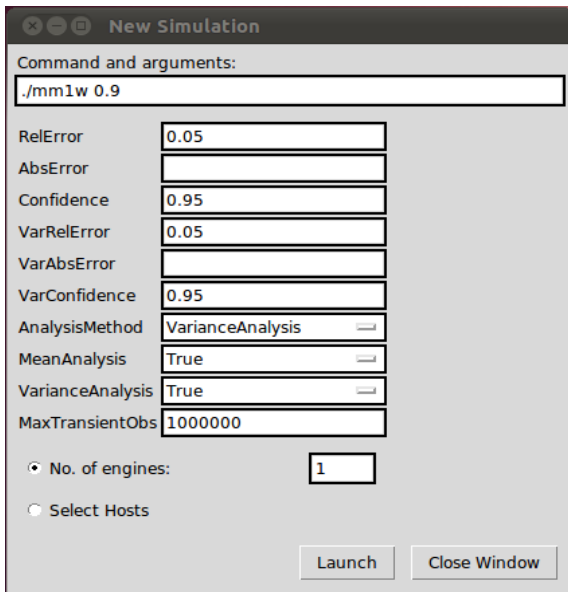 New Simulation
Command and arguments:
./mm1w 0.9
RelError 0.05
AbsError
Confidence 0.95
VarRelError 0.05
VarAbsError
VarConfidence 0.95
AnalysisMethod VarianceAnalysis
MeanAnalysis True
VarianceAnalysis True
MaxTransientObs 1000000
No. of engines: 1
Select Hosts
Launch Close Window